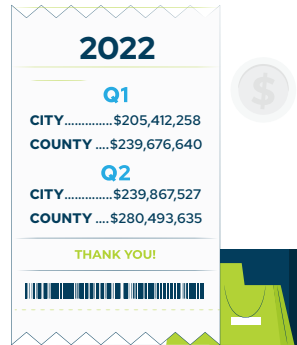 2022
Q1
CITY..............$205,412,258
COUNTY ....$239,676,640
Q2
CITY..............$239,867,527
COUNTY ....$280,493,635
THANK YOU!
$